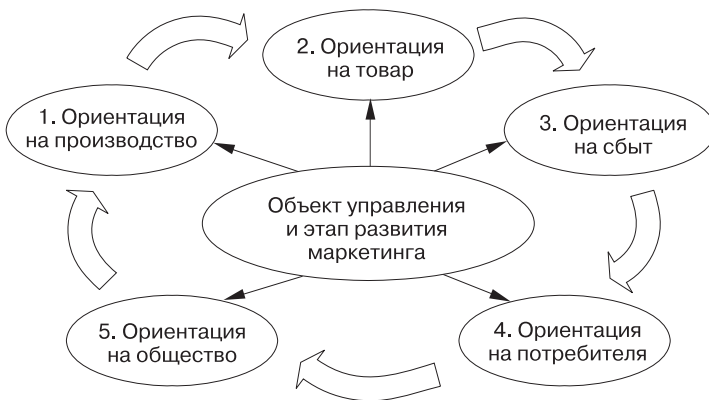 1. Ориентация
на производство
2. Ориентация
на товар
3. Ориентация
на сбыт
Объект управления
и этап развития
маркетинга
4. Ориентация
на потребителя
5. Ориентация
на общество